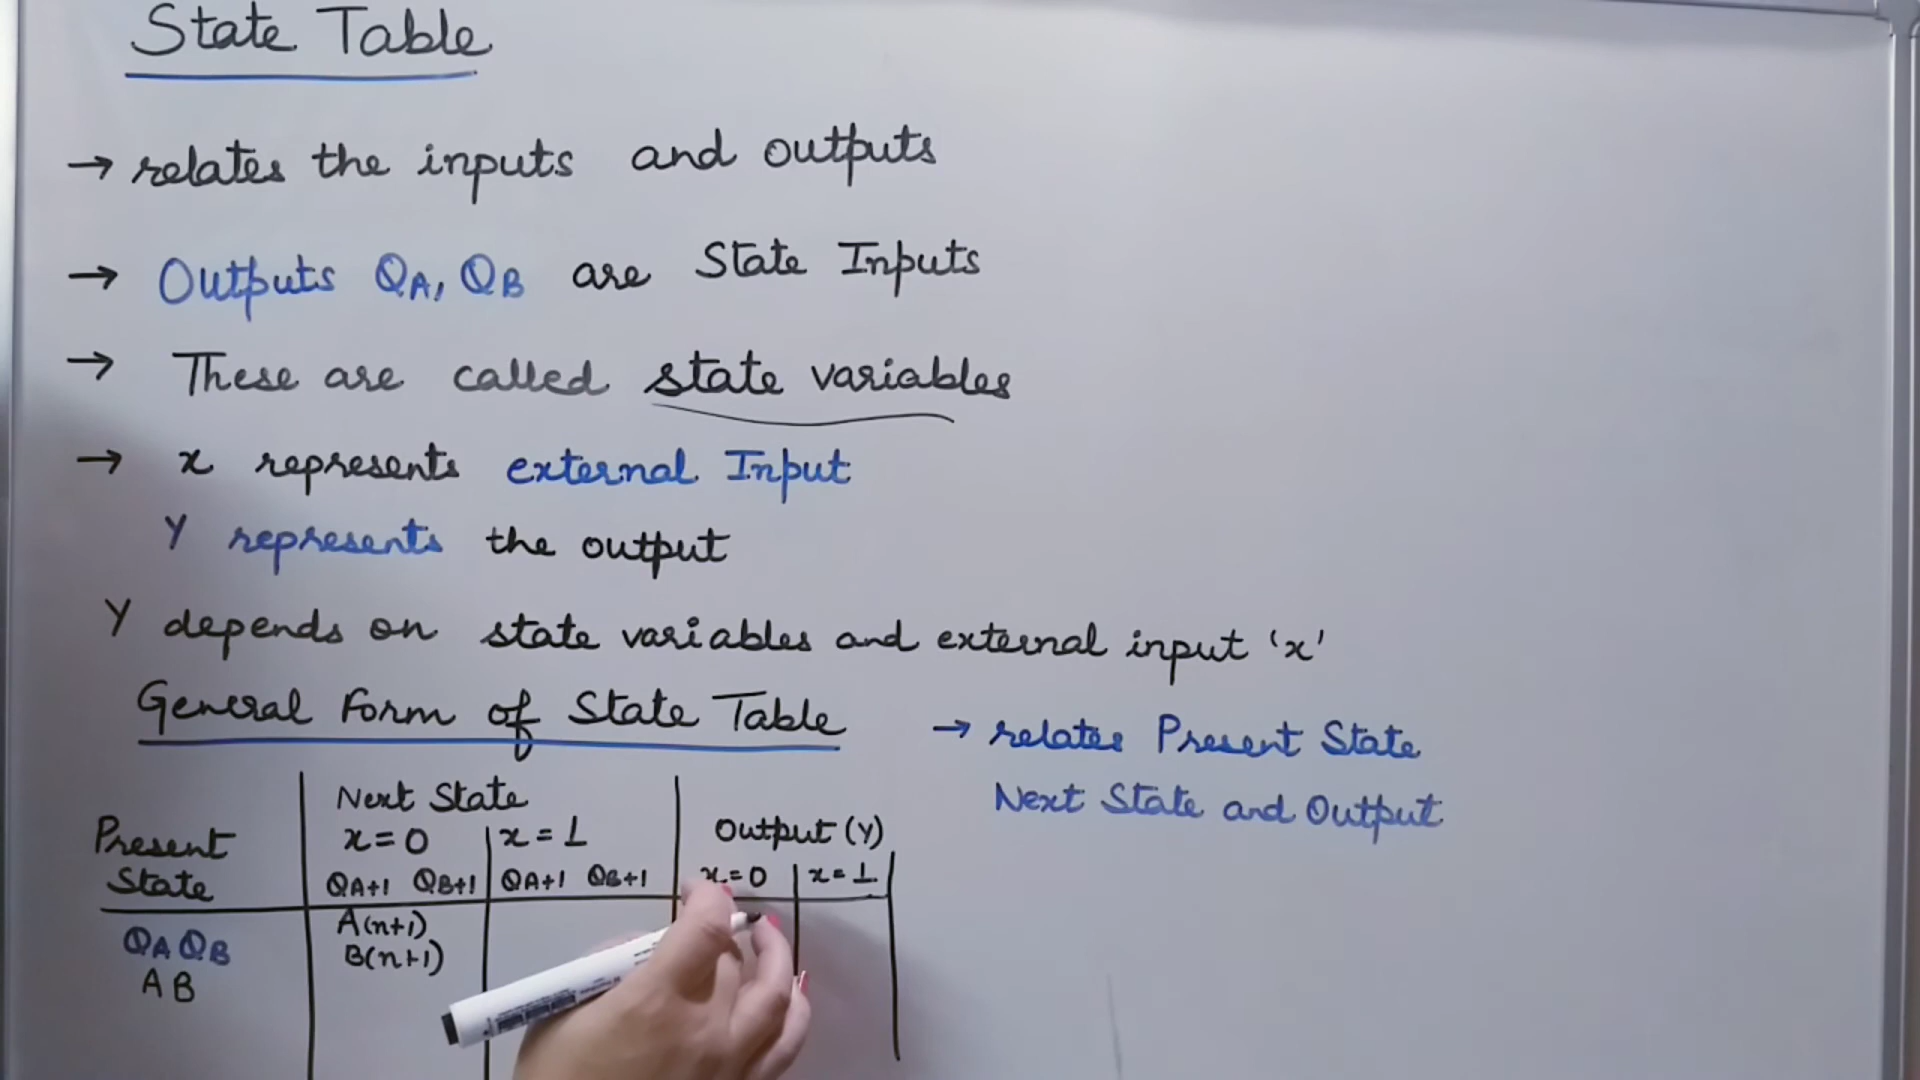 State Table
→ relates the inputs and outputs
→ Outputs QA, QB are State Inputs
→ These are called state variables
→ x represents external Input
Y represents the output
Y depends on state variables and external input 'x'
General Form of State Table
→ relates Present State
Next State and Output
Present State
Next State
x=0 x=1
QA+1 QB+1 QA+1 QB+1
Output (Y)
x=0 x=1
QA QB
A B
A(n+1)
B(n+1)